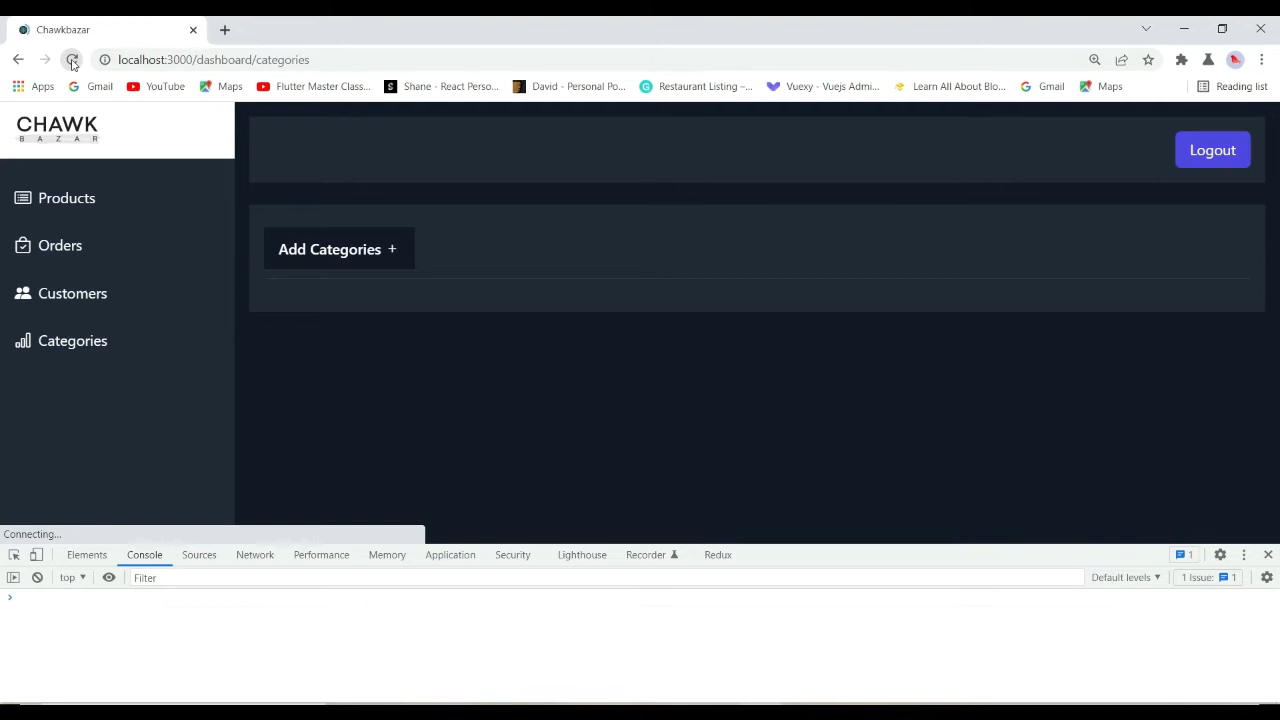 Chawkbazar
localhost:3000/dashboard/categories
Apps Gmail YouTube Maps Flutter Master Class... Shane - React Perso... David - Personal Po... Restaurant Listing –... Vuexy - Vuejs Admi... Learn All About Blo... Gmail Maps Reading list
CHAWK
BAZAR
Logout
Products
Add Categories +
Orders
Customers
Categories
Connecting...
Elements Console Sources Network Performance Memory Application Security Lighthouse Recorder Redux 1
top Filter Default levels 1 Issue: 1